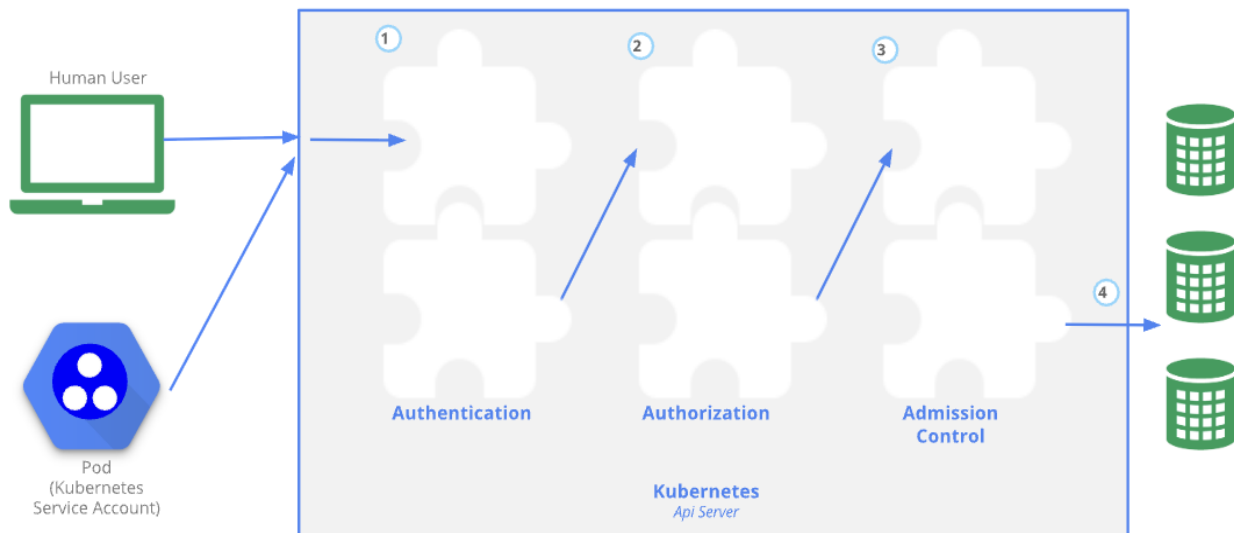 Human User
Pod
(Kubernetes
Service Account)
1
2
3
4
Authentication
Authorization
Admission
Control
Kubernetes
Api Server